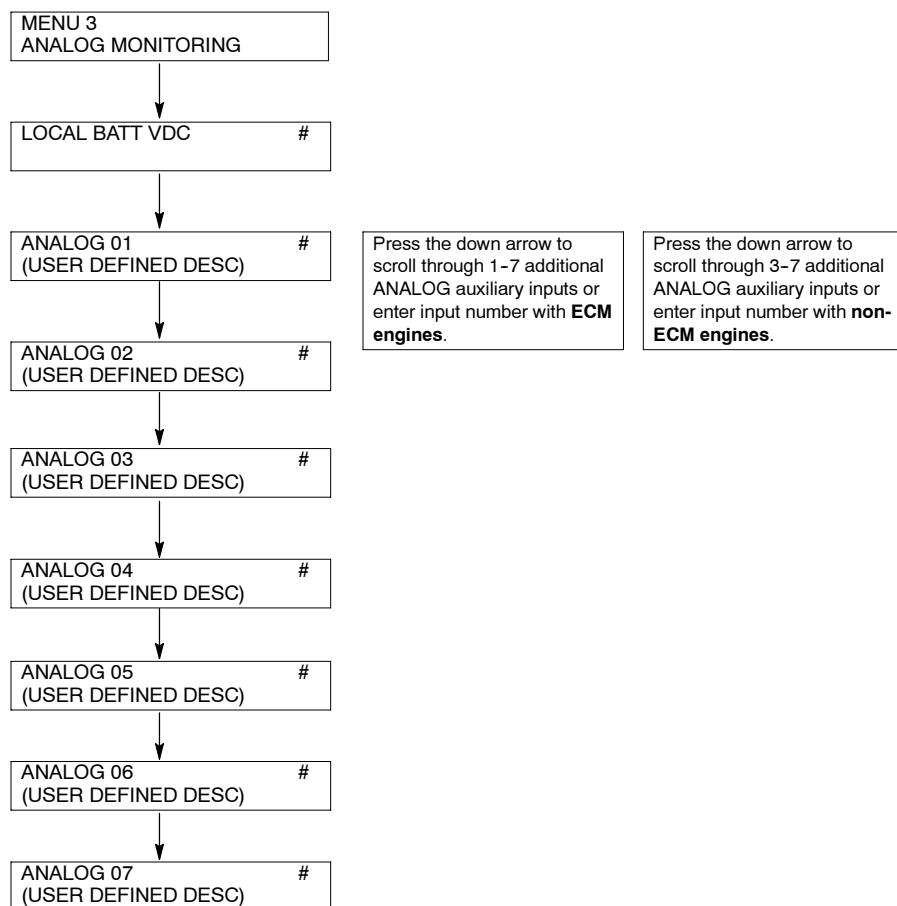 MENU 3
ANALOG MONITORING
LOCAL BATT VDC #
ANALOG 01 #
(USER DEFINED DESC)
Press the down arrow to
scroll through 1-7 additional
ANALOG auxiliary inputs or
enter input number with ECM
engines.
Press the down arrow to
scroll through 3-7 additional
ANALOG auxiliary inputs or
enter input number with non-
ECM engines.
ANALOG 02 #
(USER DEFINED DESC)
ANALOG 03 #
(USER DEFINED DESC)
ANALOG 04 #
(USER DEFINED DESC)
ANALOG 05 #
(USER DEFINED DESC)
ANALOG 06 #
(USER DEFINED DESC)
ANALOG 07 #
(USER DEFINED DESC)